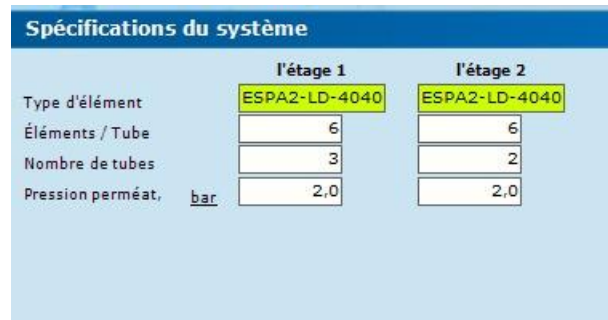 Spécifications du système
l'étage 1 l'étage 2
Type d'élément ESPA2-LD-4040 ESPA2-LD-4040
Éléments / Tube 6 6
Nombre de tubes 3 2
Pression perméat, bar 2,0 2,0